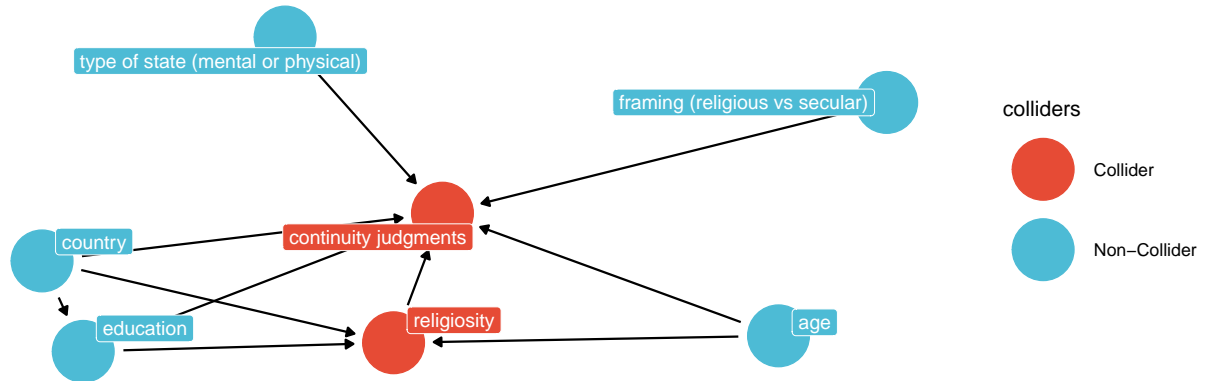 type of state (mental or physical)
framing (religious vs secular)
colliders
Collider
continuity judgments
country
Non−Collider
religiosity
age
education